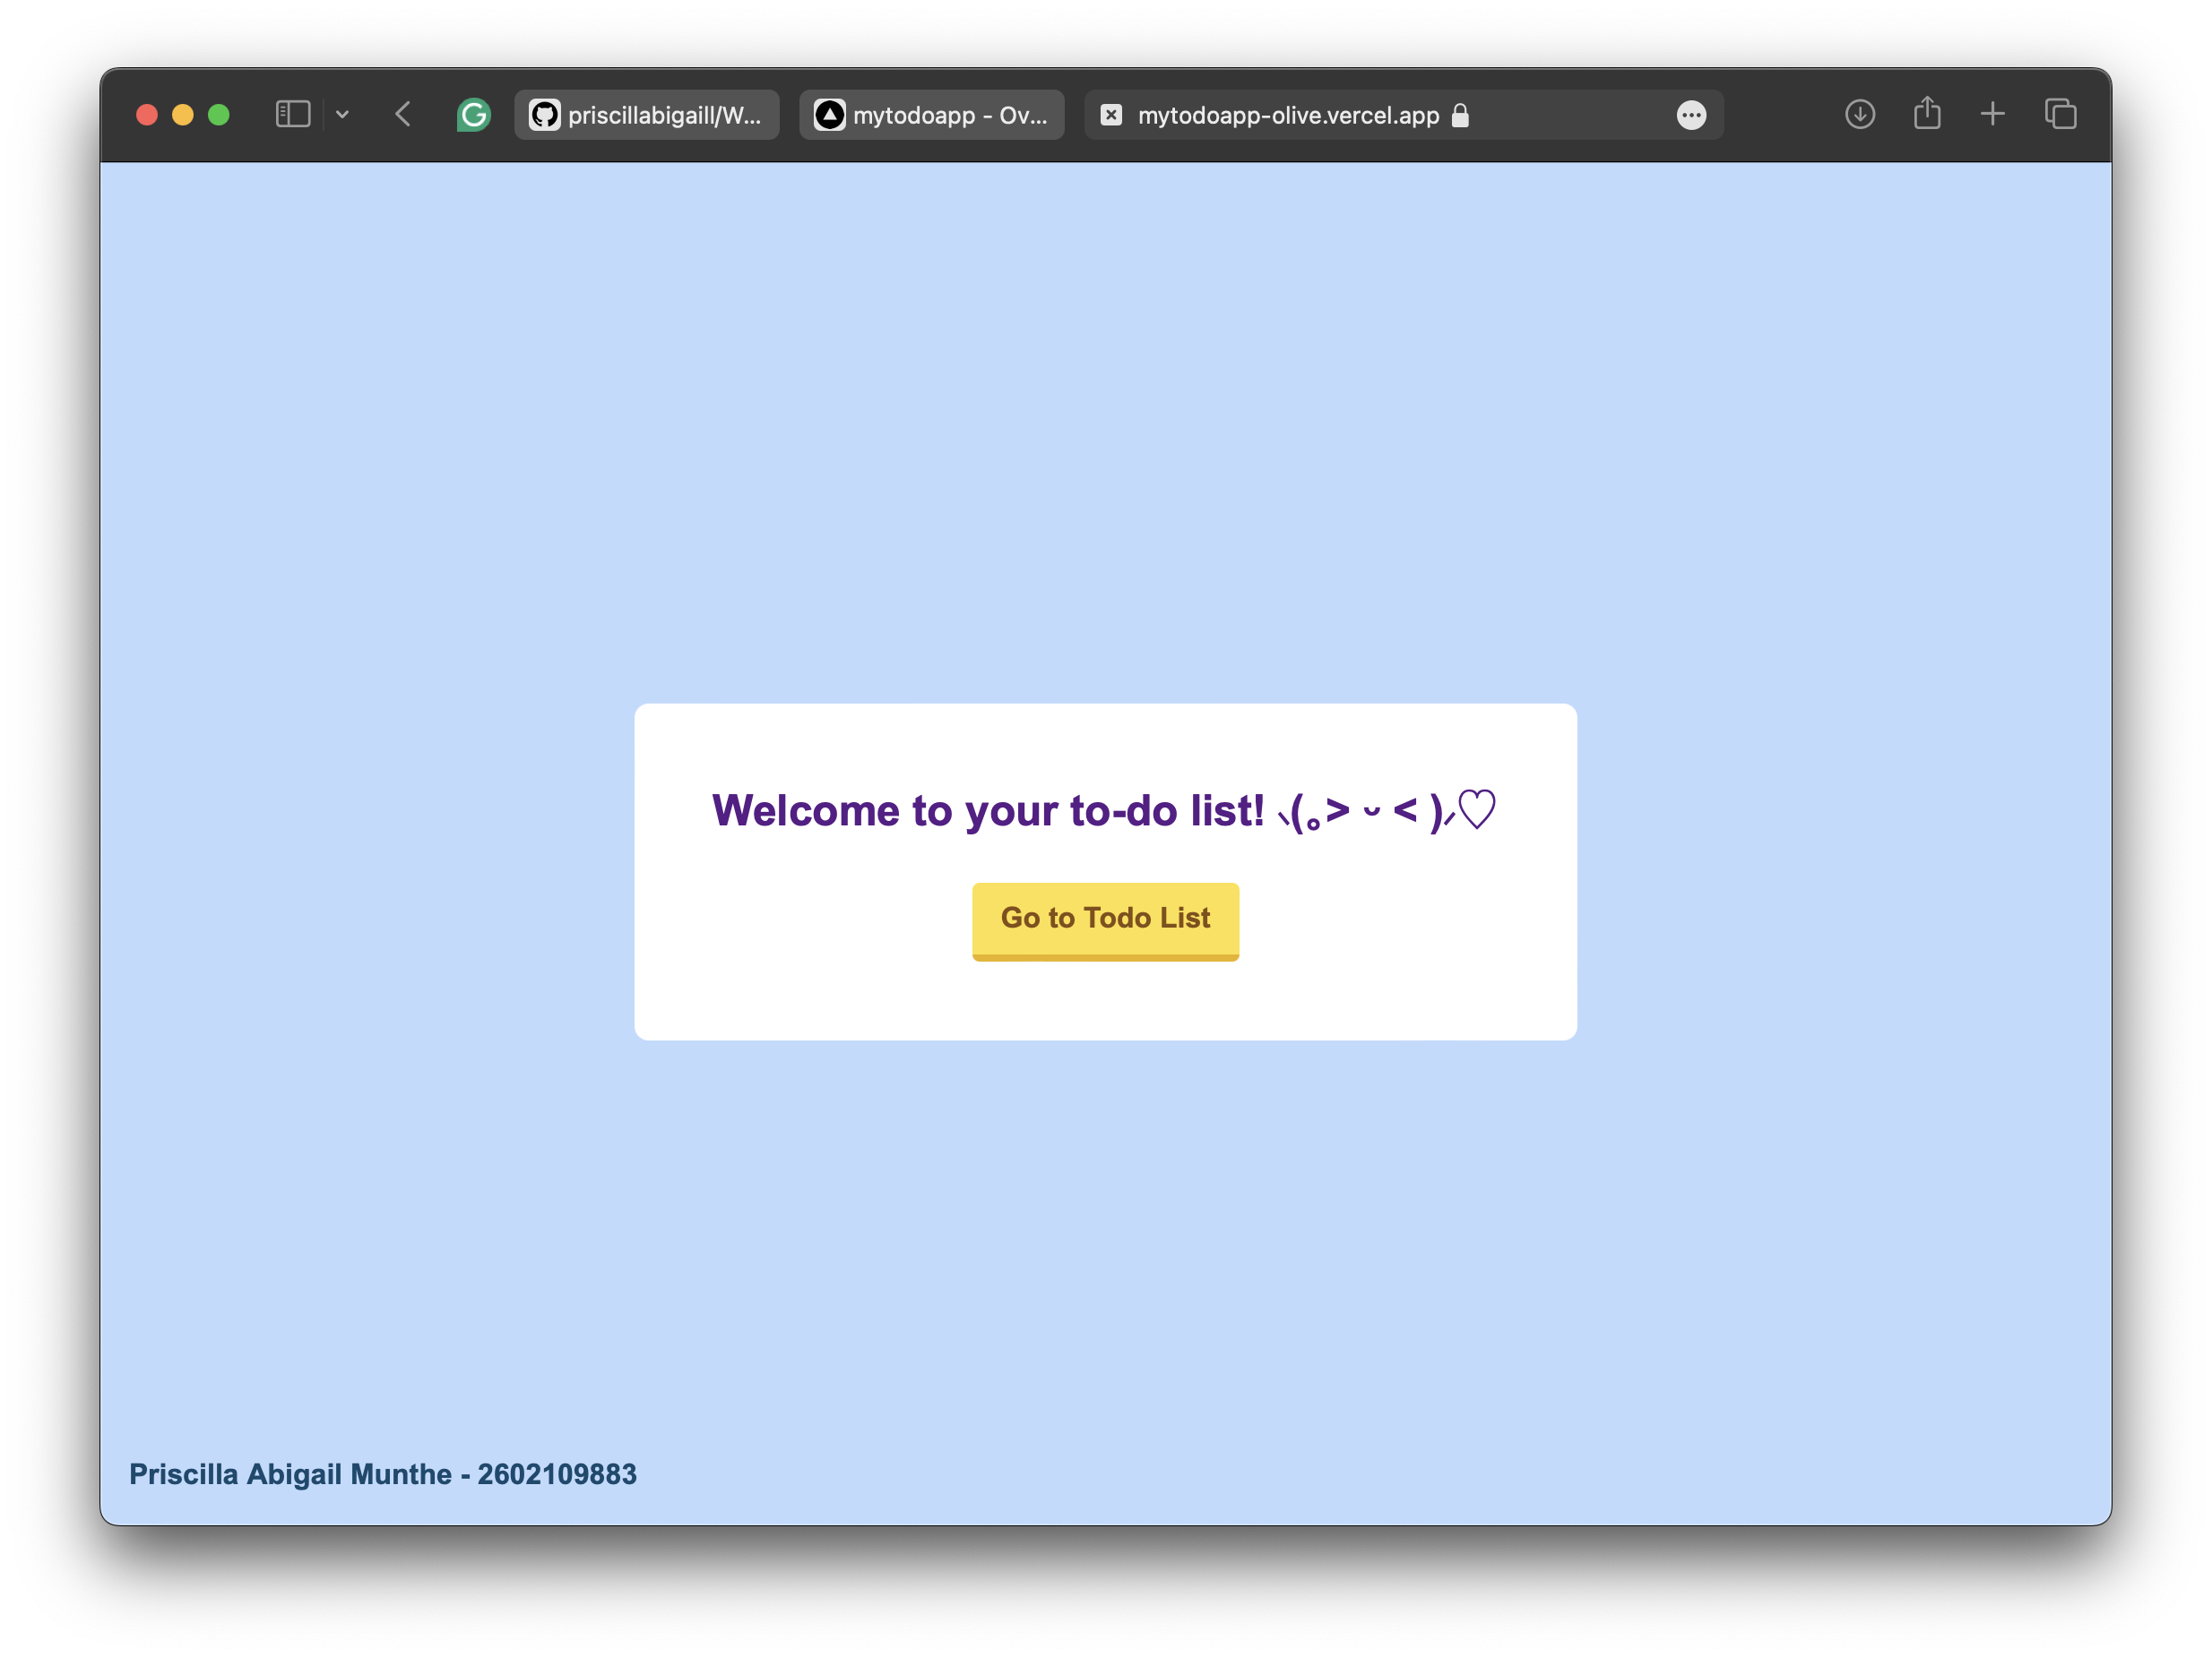 priscillabigaill/W...
mytodoapp - Ov...
mytodoapp-olive.vercel.app
Welcome to your to-do list! ⸜(｡˃ ᵕ ˂ )⸝♡
Go to Todo List
Priscilla Abigail Munthe - 2602109883